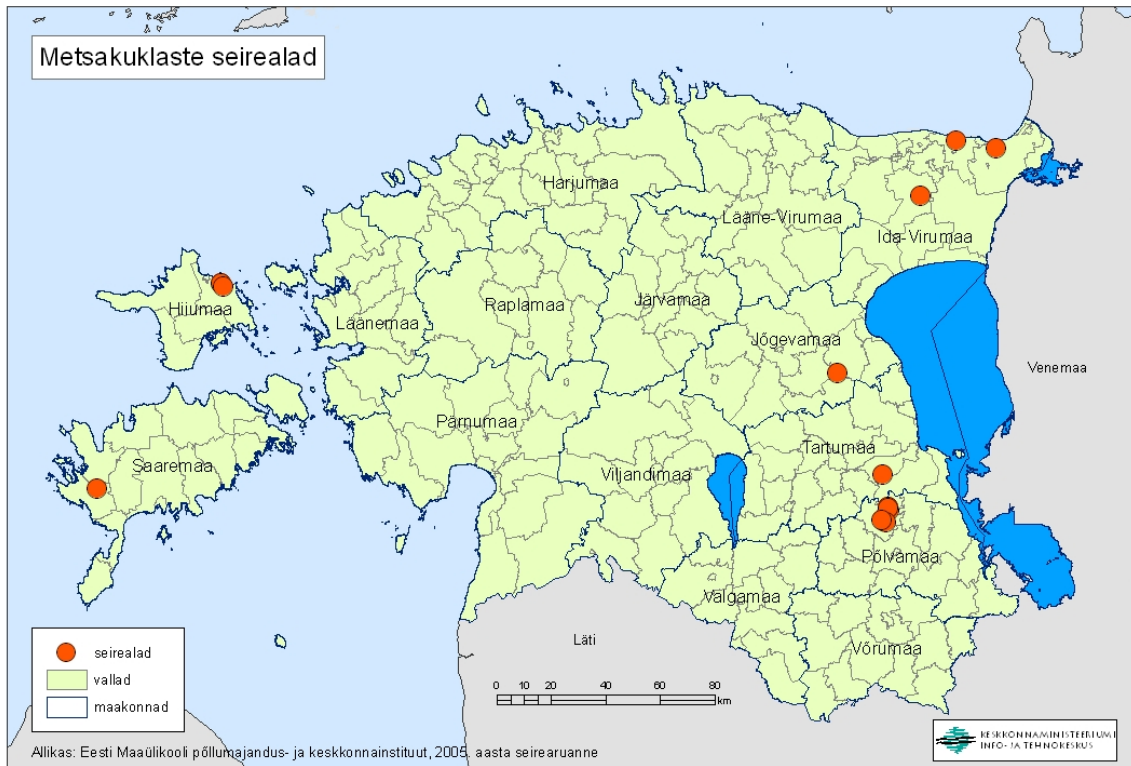 Metsakuklaste seirealad
Harjumaa
Lääne-Virumaa
Ida-Virumaa
Hiiumaa
Läänemaa
Raplamaa
Järvamaa
Jõgevamaa
Venemaa
Saaremaa
Pärnumaa
Viljandimaa
Tartumaa
Põlvamaa
Valgamaa
Võrumaa
Läti
seirealad
vallad
maakonnad
0 10 20 40 60 80
km
Allikas: Eesti Maaülikooli põllumajandus- ja keskkonnainstituut, 2005. aasta seirearuanne
KESKKONNAMINISTEERIUMI
INFO- JA TEHNOKESKUS